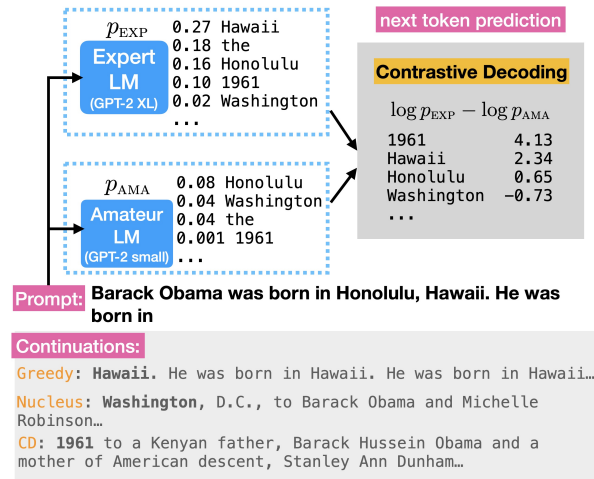 p_EXP
Expert
LM
(GPT-2 XL)
0.27 Hawaii
0.18 the
0.16 Honolulu
0.10 1961
0.02 Washington
...
p_AMA
Amateur
LM
(GPT-2 small)
0.08 Honolulu
0.04 Washington
0.04 the
0.001 1961
...
next token prediction
Contrastive Decoding
log p_EXP − log p_AMA
1961 4.13
Hawaii 2.34
Honolulu 0.65
Washington −0.73
...
Prompt: Barack Obama was born in Honolulu, Hawaii. He was
born in
Continuations:
Greedy: Hawaii. He was born in Hawaii. He was born in Hawaii…
Nucleus: Washington, D.C., to Barack Obama and Michelle
Robinson…
CD: 1961 to a Kenyan father, Barack Hussein Obama and a
mother of American descent, Stanley Ann Dunham…